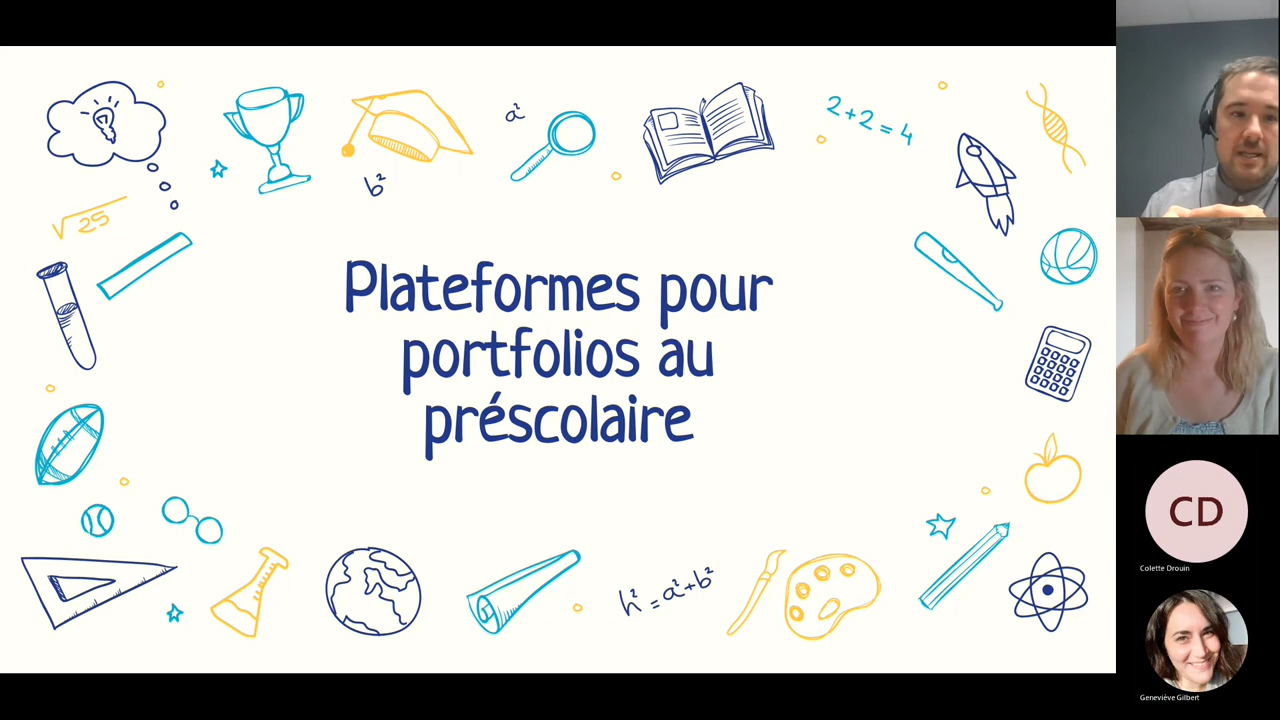 a²
2+2=4
b²
√25
Plateformes pour
portfolios au
préscolaire
h²=a²+b²
CD
Colette Drouin
Geneviève Gilbert